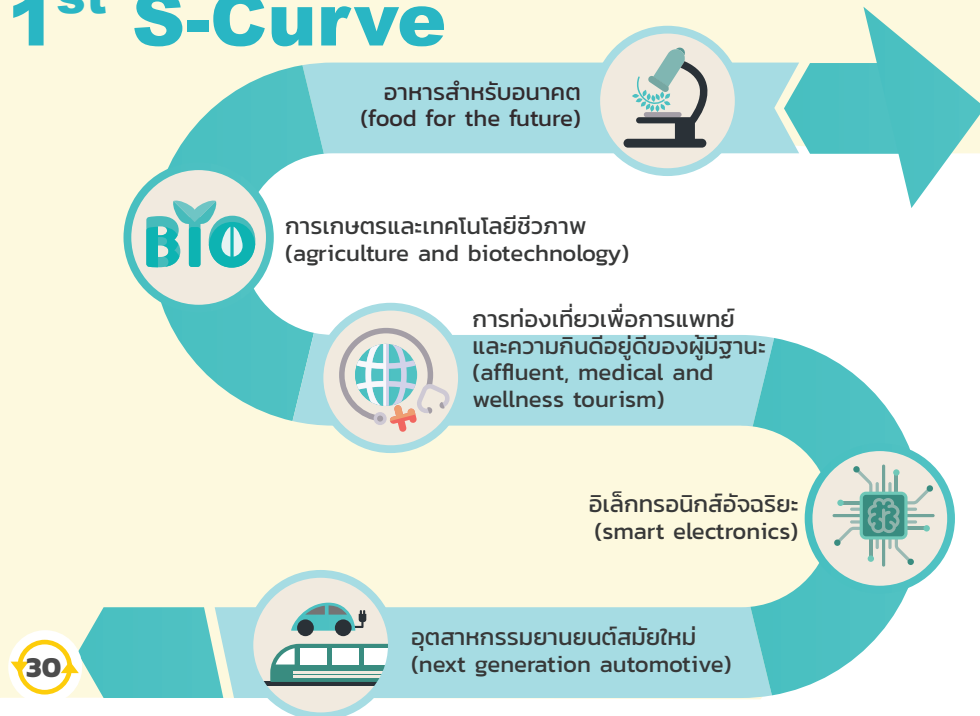 1st S-Curve
อาหารสำหรับอนาคต
(food for the future)
BIO
การเกษตรและเทคโนโลยีชีวภาพ
(agriculture and biotechnology)
การท่องเที่ยวเพื่อการแพทย์
และความกินดีอยู่ดีของผู้มีฐานะ
(affluent, medical and
wellness tourism)
อิเล็กทรอนิกส์อัจฉริยะ
(smart electronics)
อุตสาหกรรมยานยนต์สมัยใหม่
(next generation automotive)
30